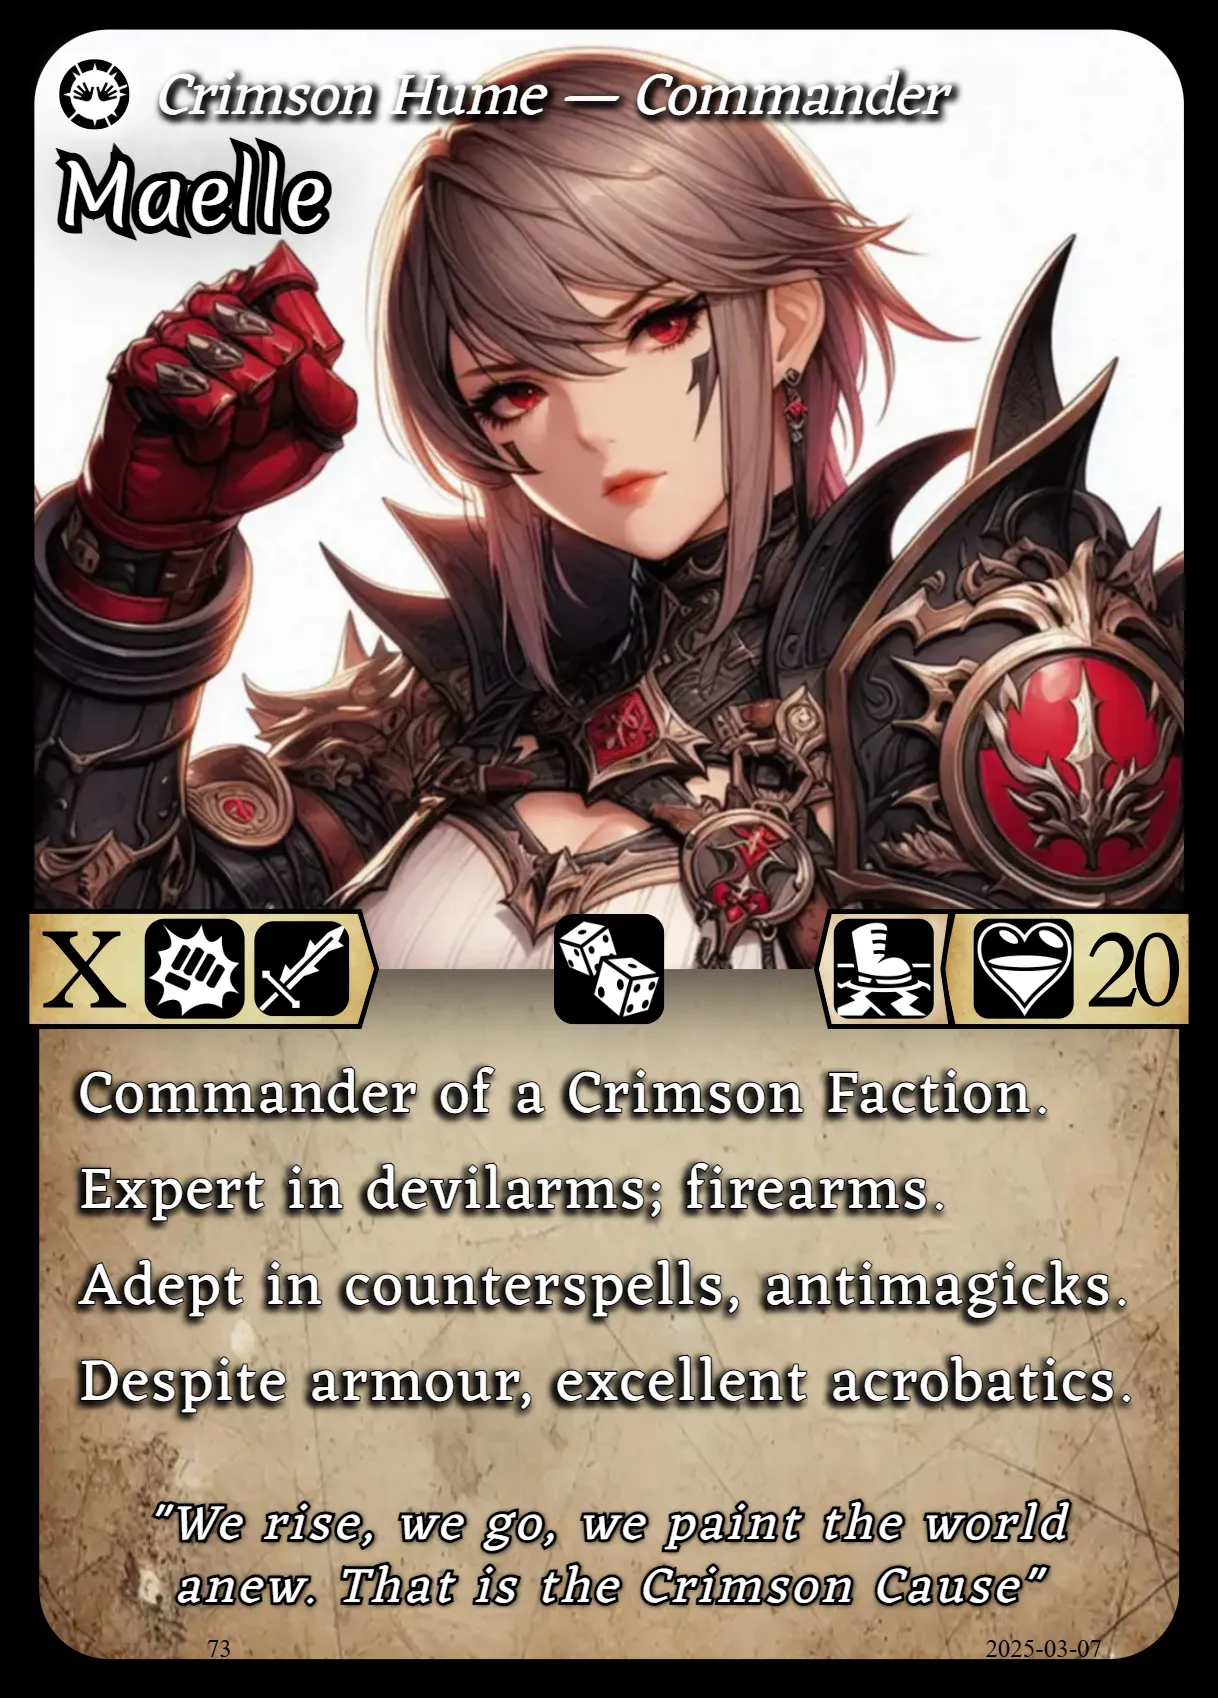 Crimson Hume — Commander
Maelle
X
20
Commander of a Crimson Faction.
Expert in devilarms; firearms.
Adept in counterspells, antimagicks.
Despite armour, excellent acrobatics.
"We rise, we go, we paint the world
anew. That is the Crimson Cause"
73
2025-03-07